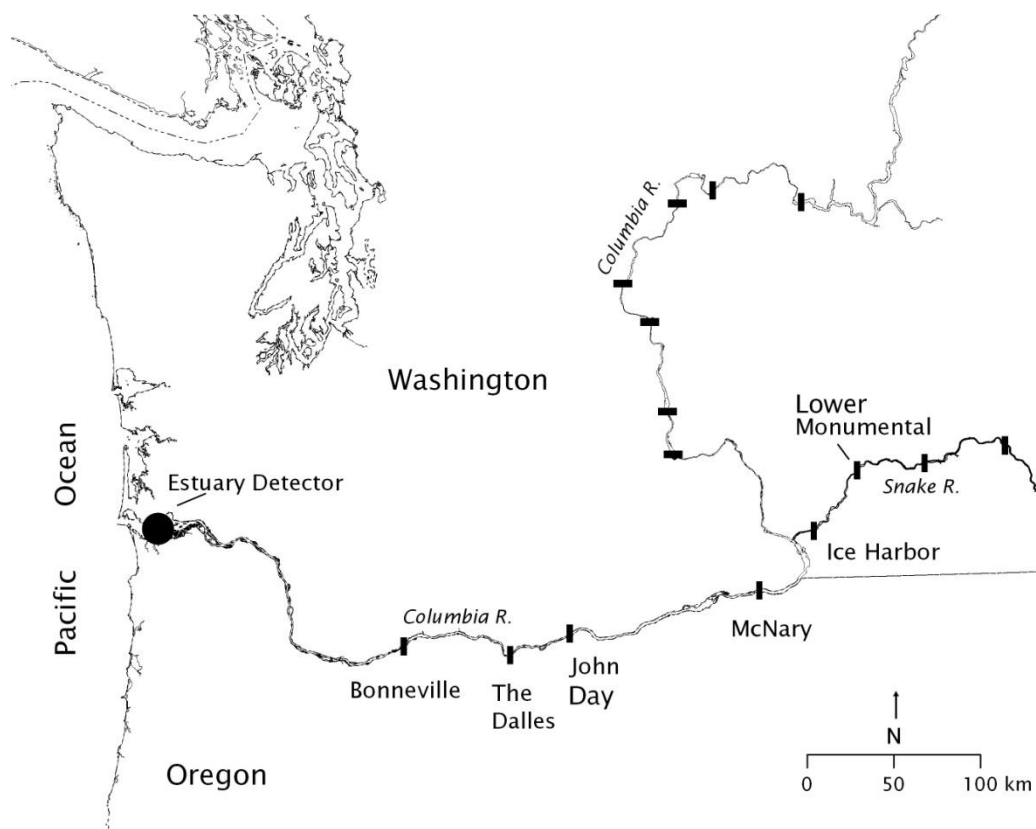 Columbia R.
Washington
Lower
Monumental
Snake R.
Pacific Ocean
Estuary Detector
Ice Harbor
Columbia R.
McNary
Bonneville
The
Dalles
John
Day
Oregon
N
0 50 100 km